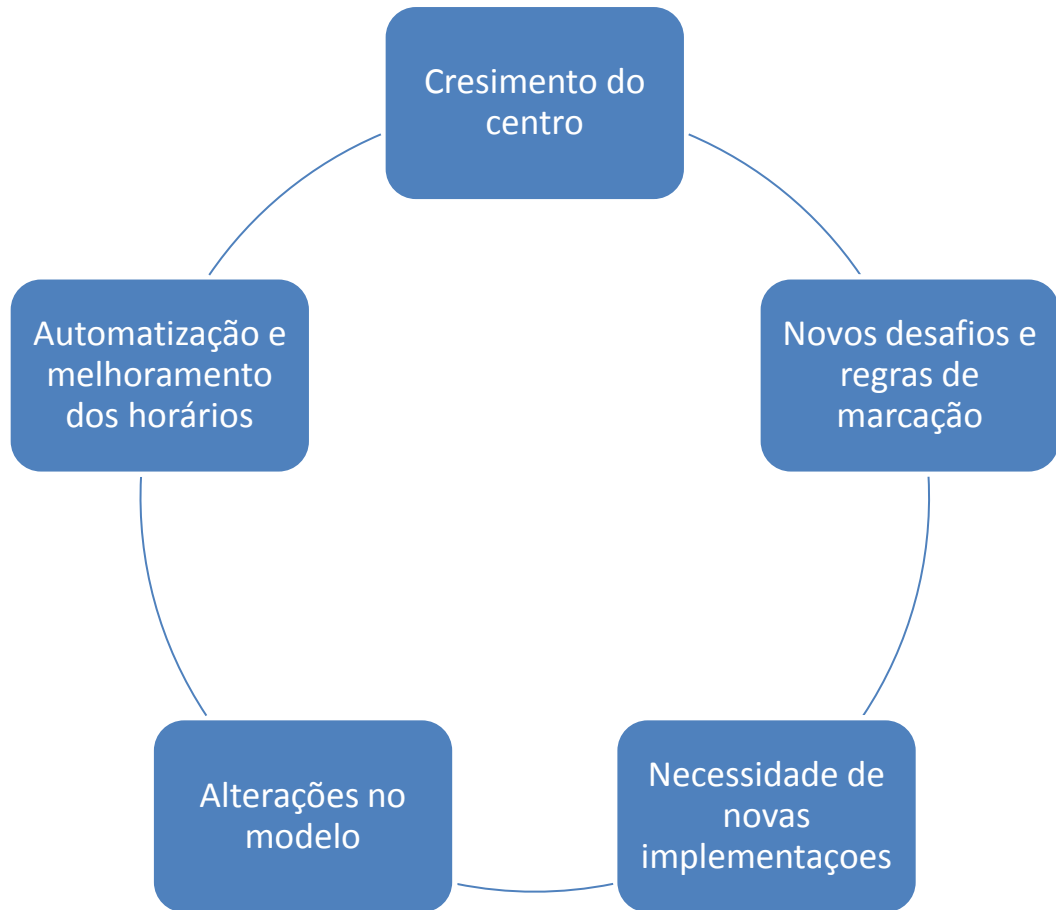 Cresimento do
centro
Novos desafios e
regras de
marcação
Necessidade de
novas
implementaçoes
Alterações no
modelo
Automatização e
melhoramento
dos horários